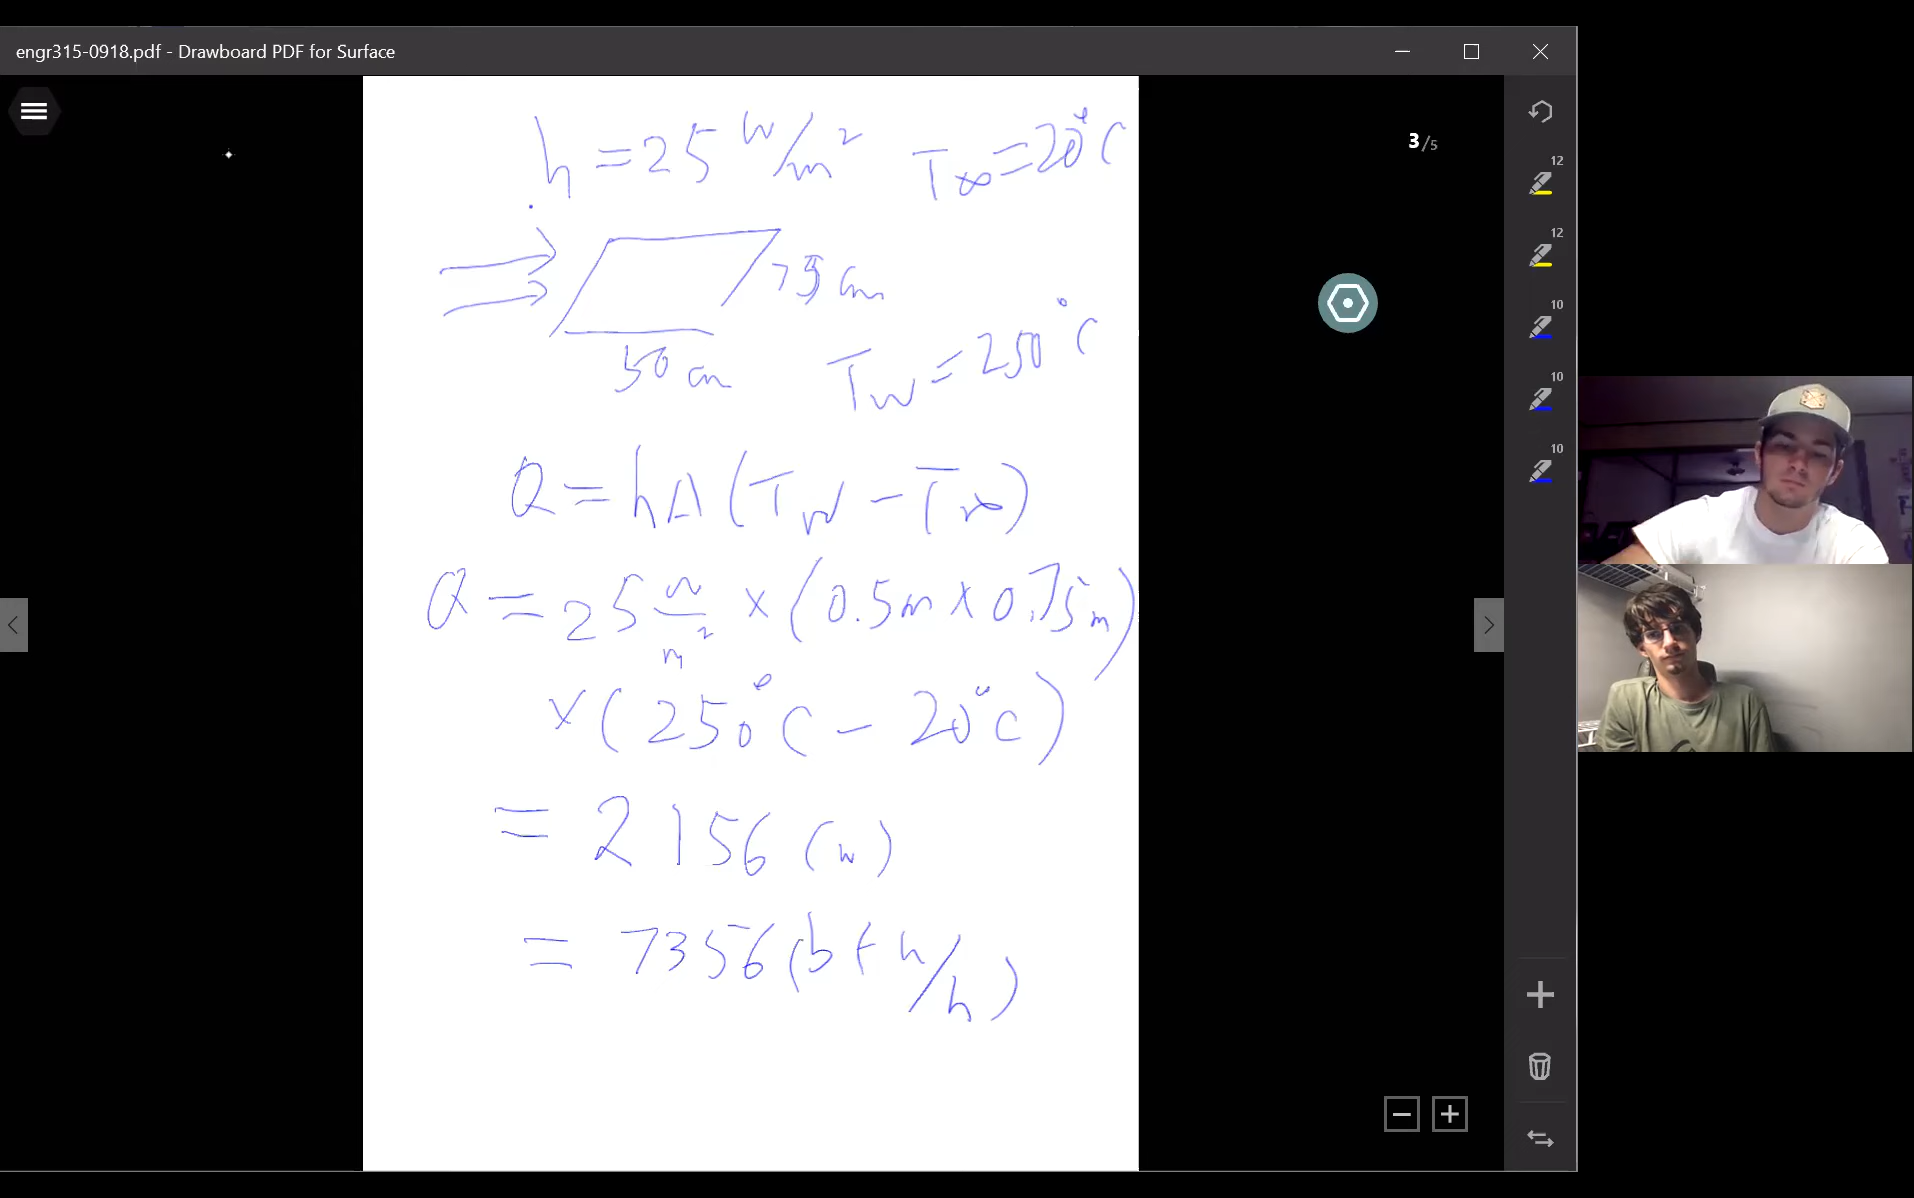 engr315-0918.pdf - Drawboard PDF for Surface
3/5
h = 25 W/m² T∞ = 20°C
75 cm
50 cm Tw = 250°C
Q = hA (Tw - T∞)
Q = 25 W/m² × (0.5m × 0.75m)
× (250°C - 20°C)
= 2156 (W)
= 7356 (btu/h)
12
12
10
10
10